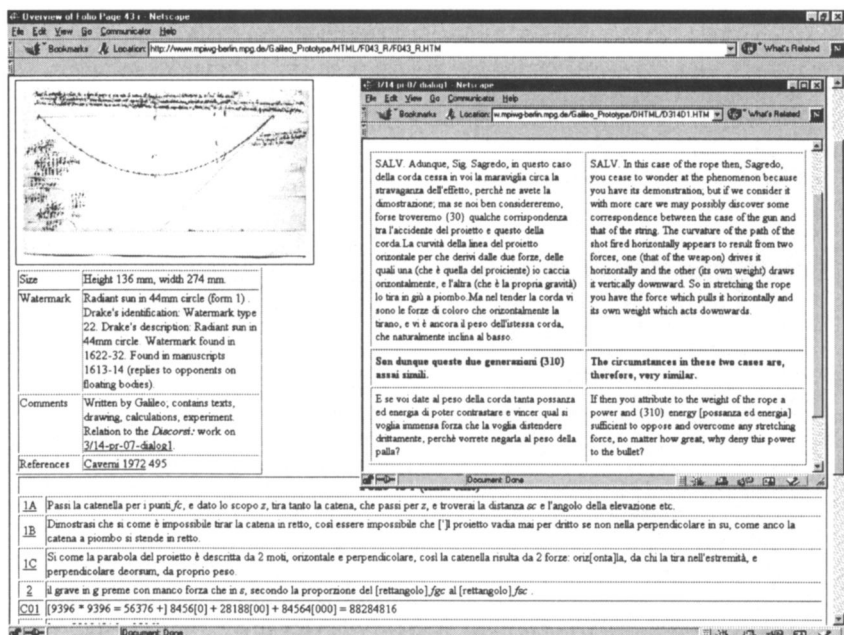 Overview of Folio Page 43 r - Netscape
File Edit View Go Communicator Help
Bookmarks Location: http://www.mpiwg-berlin.mpg.de/Galileo_Prototype/HTML/F043_R/F043_R.HTM What's Related
3/14-pr-07-dialog1 - Netscape
File Edit View Go Communicator Help
Bookmarks Location: w.mpiwg-berlin.mpg.de/Galileo_Prototype/DHTML/D314D1.HTM What's Related
SALV. Adunque, Sig. Sagredo, in questo caso
della corda cessa in voi la maraviglia circa la
stravaganza dell'effetto, perchè ne avete la
dimostrazione; ma se noi ben considereremo,
forse troveremo (30) qualche corrispondenza
tra l'accidente del proietto e questo della
corda.La curvità della linea del proietto
orizontale par che derivi dalle due forze, delle
quali una (che è quella del proiciente) lo caccia
orizontalmente, e l'altra (che è la propria gravità)
lo tira in giù a piombo.Ma nel tender la corda vi
sono le forze di coloro che orizontalmente la
tirano, e vi è ancora il peso dell'istessa corda,
che naturalmente inclina al basso.
SALV. In this case of the rope then, Sagredo,
you cease to wonder at the phenomenon because
you have its demonstration; but if we consider it
with more care we may possibly discover some
correspondence between the case of the gun and
that of the string. The curvature of the path of the
shot fired horizontally appears to result from two
forces, one (that of the weapon) drives it
horizontally and the other (its own weight) draws
it vertically downward. So in stretching the rope
you have the force which pulls it horizontally and
its own weight which acts downwards.
Son dunque queste due generazioni (310)
assai simili.
The circumstances in these two cases are,
therefore, very similar.
E se voi date al peso della corda tanta possanza
ed energia di poter contrastare e vincer qual si
voglia immensa forza che la voglia distendere
drittamente, perchè vorrete negarla al peso della
palla?
If then you attribute to the weight of the rope a
power and (310) energy [possanza ed energia]
sufficient to oppose and overcome any stretching
force, no matter how great, why deny this power
to the bullet?
Document: Done
Size Height 136 mm, width 274 mm.
Watermark Radiant sun in 44mm circle (form 1) .
Drake's identification: Watermark type
22. Drake's description: Radiant sun in
44mm circle. Watermark found in
1622-32. Found in manuscripts
1613-14 (replies to opponents on
floating bodies).
Comments Written by Galileo, contains texts,
drawing, calculations, experiment.
Relation to the Discorsi: work on
3/14-pr-07-dialog1.
References Caverni 1972 495
1A Passi la catenella per i punti fc, e dato lo scopo z, tira tanto la catena, che passi per z, e troverai la distanza sc e l'angolo della elevazione etc.
1B Dimostrasi che sì come è impossibile tirar la catena in retto, così essere impossibile che [']l proietto vadia mai per dritto se non nella perpendicolare in su, come anco la
catena a piombo si stende in retto.
1C Sì come la parabola del proietto è descritta da 2 moti, orizontale e perpendicolare, così la catenella risulta da 2 forze: oriz[onta]la, da chi la tira nell'estremità, e
perpendicolare deorsum, da proprio peso.
2 il grave in g preme con manco forza che in s, secondo la proporzion del [rettangolo] fgc al [rettangolo] fsc .
C01 [9396 * 9396 = 56376 +] 8456[0] + 28188[00] + 84564[000] = 88284816
Document: Done